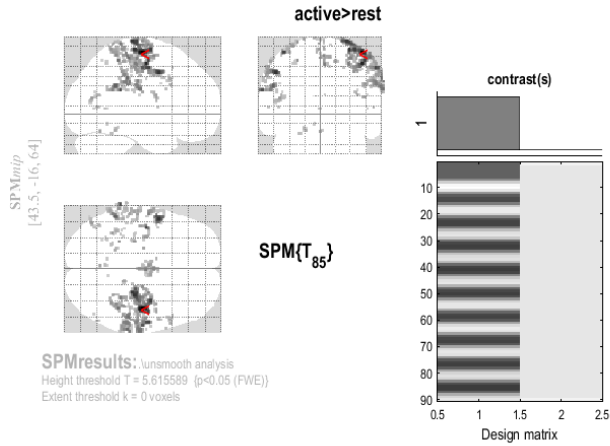 active>rest
contrast(s)
1
SPMmip
[43.5, -16, 64]
10
20
30
40
50
60
70
80
90
0.5 1 1.5 2 2.5
Design matrix
SPM{T85}
SPMresults: .\unsmooth analysis
Height threshold T = 5.615589 {p<0.05 (FWE)}
Extent threshold k = 0 voxels